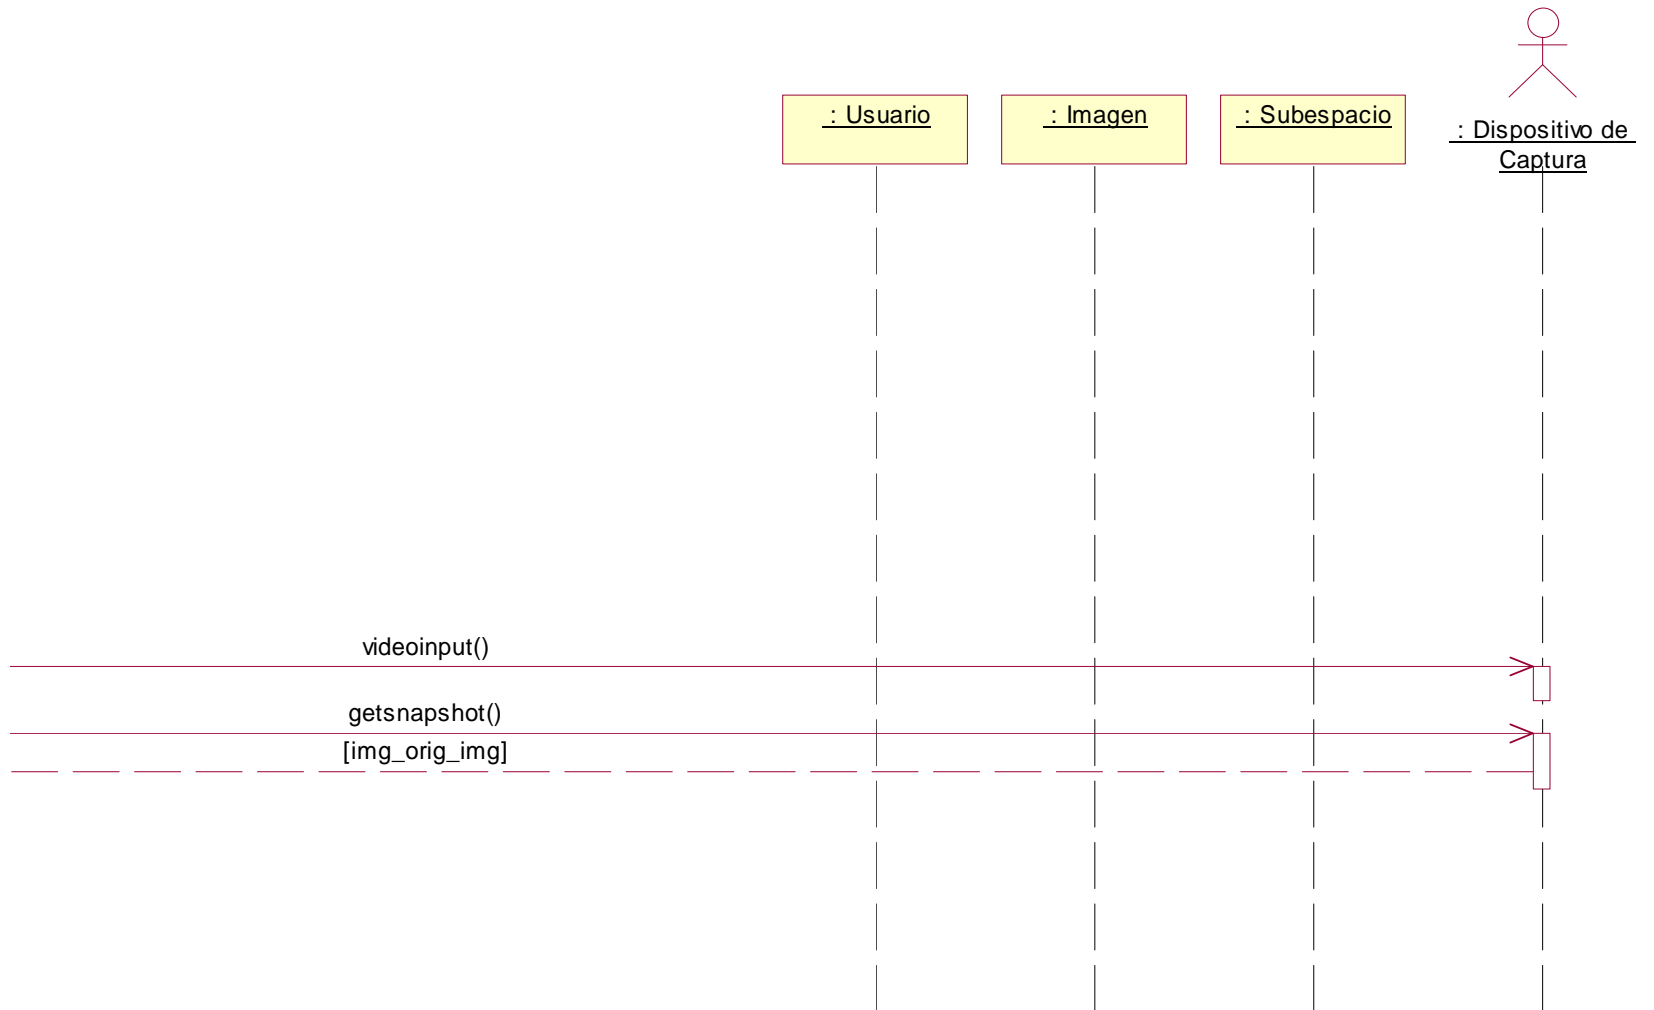 : Usuario
: Imagen
: Subespacio
: Dispositivo de
Captura
videoinput()
getsnapshot()
[img_orig_img]